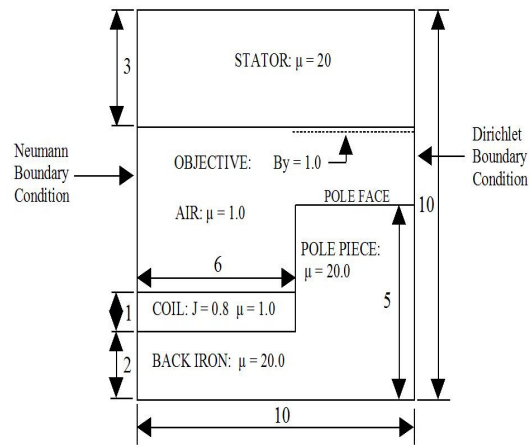 STATOR: μ = 20
3
Neumann
Boundary
Condition
OBJECTIVE: By = 1.0
Dirichlet
Boundary
Condition
AIR: μ = 1.0
POLE FACE
10
POLE PIECE:
μ = 20.0
6
5
1
COIL: J = 0.8 μ = 1.0
2
BACK IRON: μ = 20.0
10